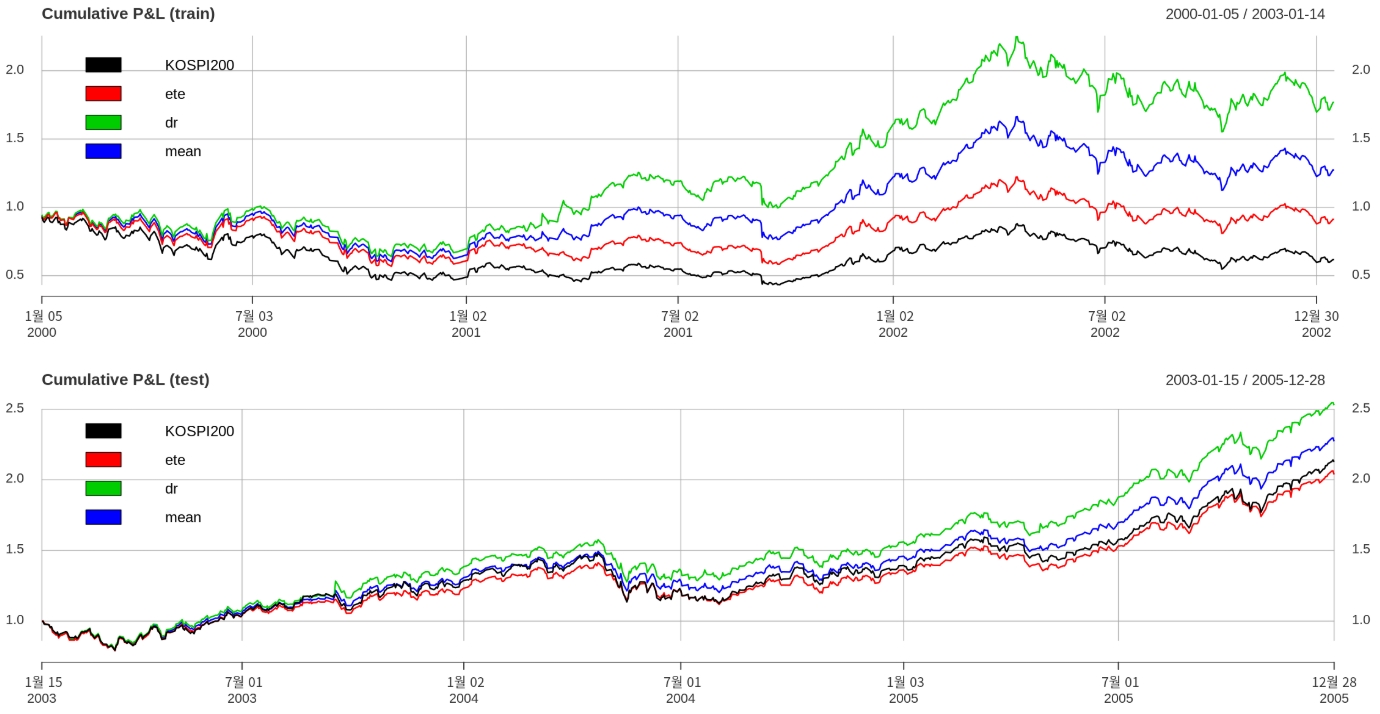 Cumulative P&L (train)
2000-01-05 / 2003-01-14
KOSPI200
ete
dr
mean
2.0
1.5
1.0
0.5
2.0
1.5
1.0
0.5
1월 05 7월 03 1월 02 7월 02 1월 02 7월 02 12월 30
2000 2000 2001 2001 2002 2002 2002
Cumulative P&L (test)
2003-01-15 / 2005-12-28
KOSPI200
ete
dr
mean
2.5
2.0
1.5
1.0
2.5
2.0
1.5
1.0
1월 15 7월 01 1월 02 7월 01 1월 03 7월 01 12월 28
2003 2003 2004 2004 2005 2005 2005